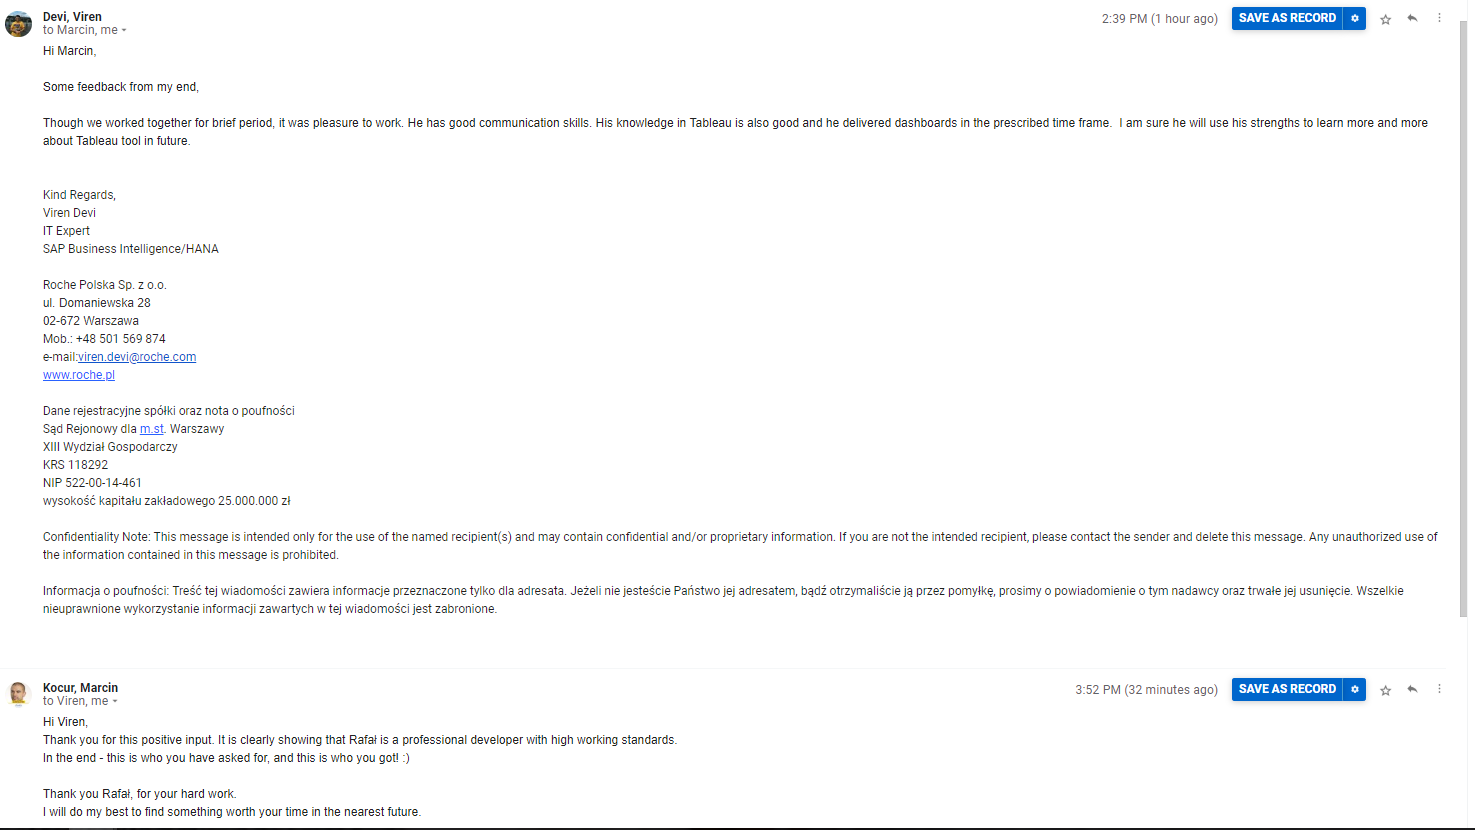 Devi, Viren
2:39 PM (1 hour ago)
SAVE AS RECORD
to Marcin, me
Hi Marcin,
Some feedback from my end,
Though we worked together for brief period, it was pleasure to work. He has good communication skills. His knowledge in Tableau is also good and he delivered dashboards in the prescribed time frame.  I am sure he will use his strengths to learn more and more
about Tableau tool in future.
Kind Regards,
Viren Devi
IT Expert
SAP Business Intelligence/HANA
Roche Polska Sp. z o.o.
ul. Domaniewska 28
02-672 Warszawa
Mob.: +48 501 569 874
e-mail:viren.devi@roche.com
www.roche.pl
Dane rejestracyjne spółki oraz nota o poufności
Sąd Rejonowy dla m.st. Warszawy
XIII Wydział Gospodarczy
KRS 118292
NIP 522-00-14-461
wysokość kapitału zakładowego 25.000.000 zł
Confidentiality Note: This message is intended only for the use of the named recipient(s) and may contain confidential and/or proprietary information. If you are not the intended recipient, please contact the sender and delete this message. Any unauthorized use of
the information contained in this message is prohibited.
Informacja o poufności: Treść tej wiadomości zawiera informacje przeznaczone tylko dla adresata. Jeżeli nie jesteście Państwo jej adresatem, bądź otrzymaliście ją przez pomyłkę, prosimy o powiadomienie o tym nadawcy oraz trwałe jej usunięcie. Wszelkie
nieuprawnione wykorzystanie informacji zawartych w tej wiadomości jest zabronione.
Kocur, Marcin
3:52 PM (32 minutes ago)
SAVE AS RECORD
to Viren, me
Hi Viren,
Thank you for this positive input. It is clearly showing that Rafał is a professional developer with high working standards.
In the end - this is who you have asked for, and this is who you got! :)
Thank you Rafał, for your hard work.
I will do my best to find something worth your time in the nearest future.